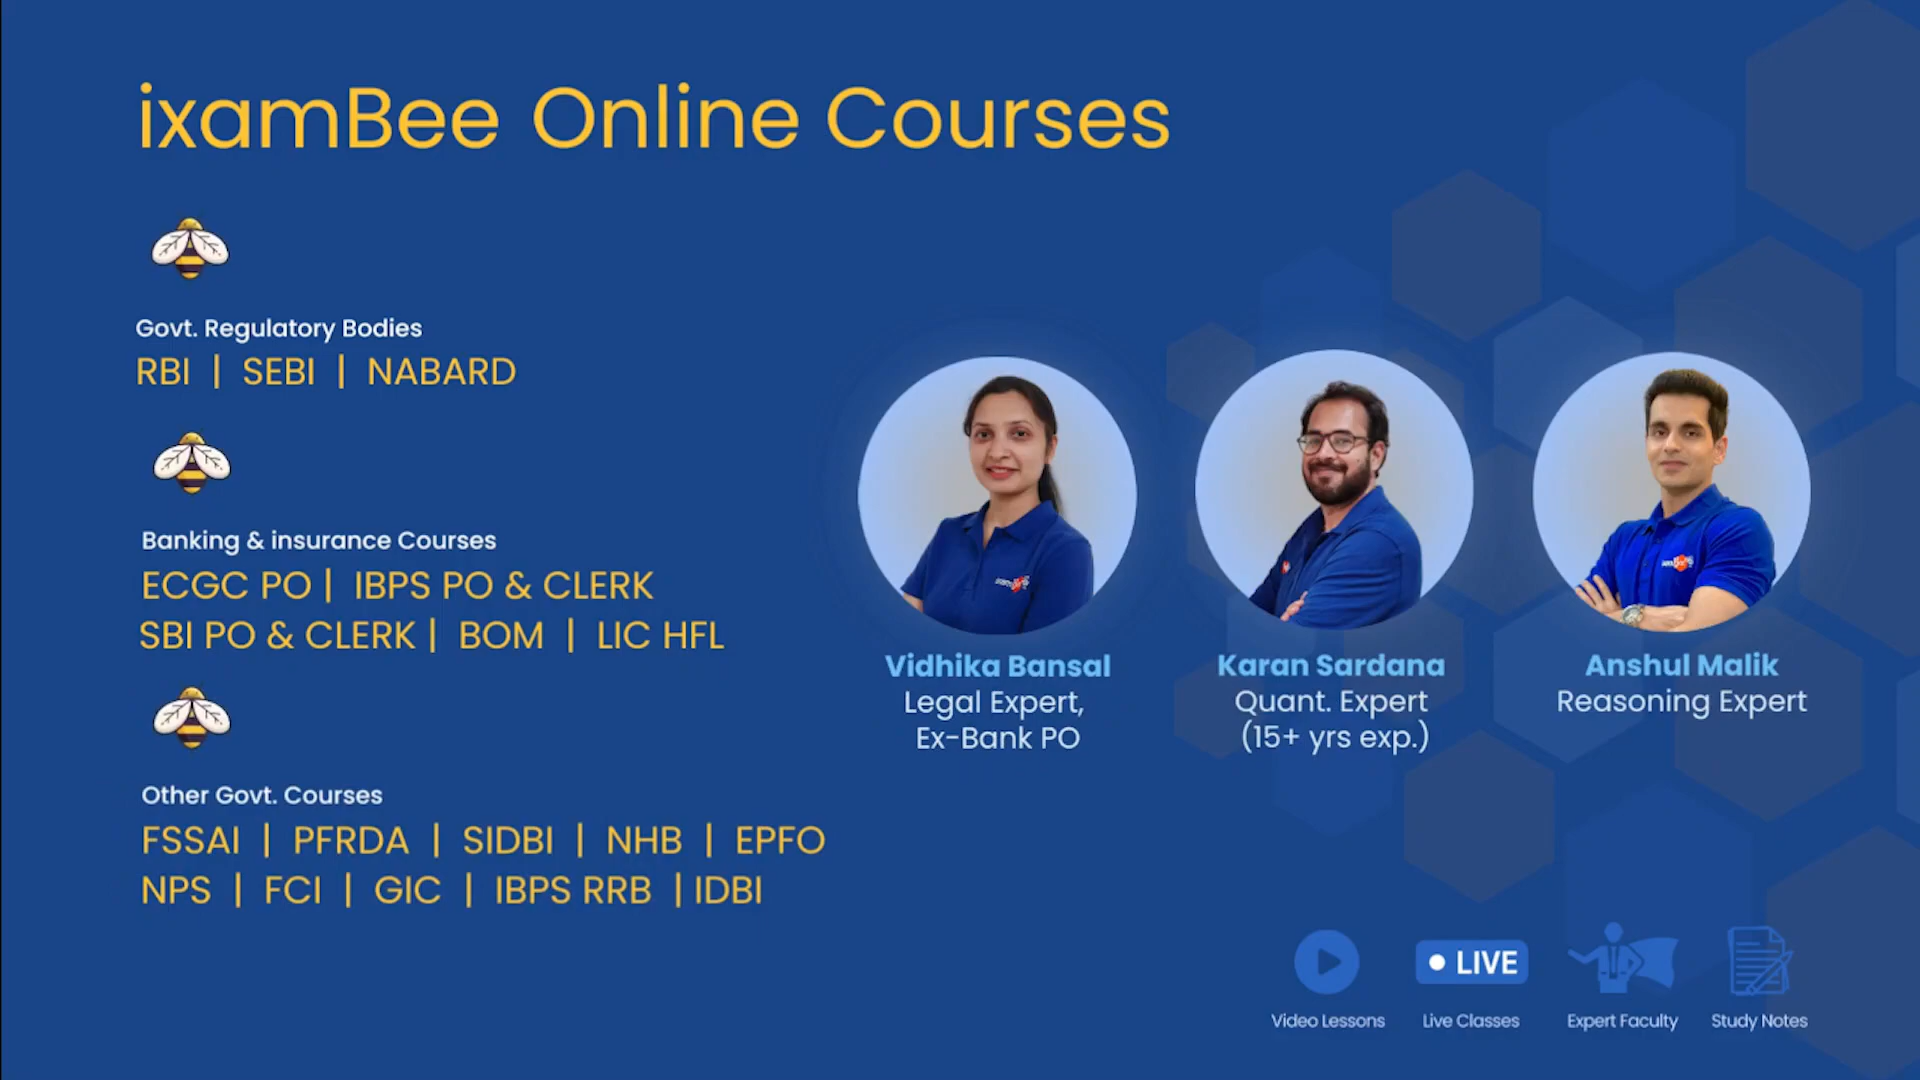 ixamBee Online Courses
Govt. Regulatory Bodies
RBI | SEBI | NABARD
Banking & insurance Courses
ECGC PO | IBPS PO & CLERK
SBI PO & CLERK | BOM | LIC HFL
Other Govt. Courses
FSSAI | PFRDA | SIDBI | NHB | EPFO
NPS | FCI | GIC | IBPS RRB | IDBI
Vidhika Bansal
Legal Expert,
Ex-Bank PO
Karan Sardana
Quant. Expert
(15+ yrs exp.)
Anshul Malik
Reasoning Expert
LIVE
Video Lessons
Live Classes
Expert Faculty
Study Notes